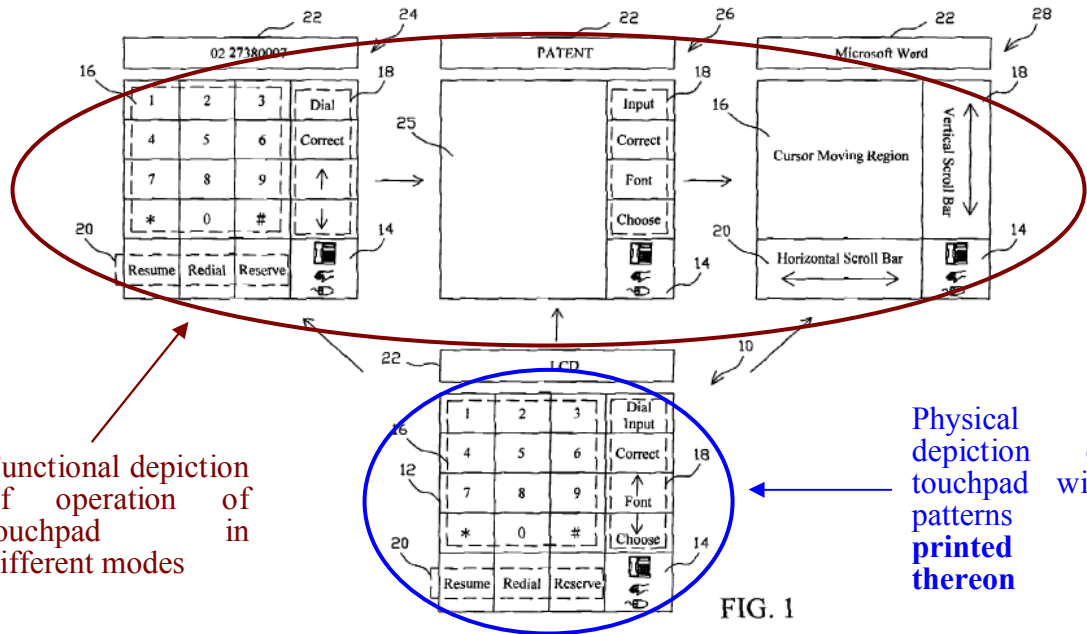 22 24 22 26 22 28
02 27380007 PATENT Microsoft Word
16 18 18 18
1 2 3 Dial Input 16
4 5 6 Correct 25 Correct Cursor Moving Region Vertical Scroll Bar
7 8 9 ↑ → Font →
* 0 # ↓ Choose
20 14 20 14
Resume Redial Reserve 14 Horizontal Scroll Bar
22 LCD 10
1 2 3 Dial
Input
16 4 5 6 Correct 18
12 7 8 9 ↑
Font
* 0 # ↓
Choose
20 14
Resume Redial Reserve
FIG. 1
depiction
operation of
in
modes
Physical
depiction
touchpad
patterns
printed
thereon